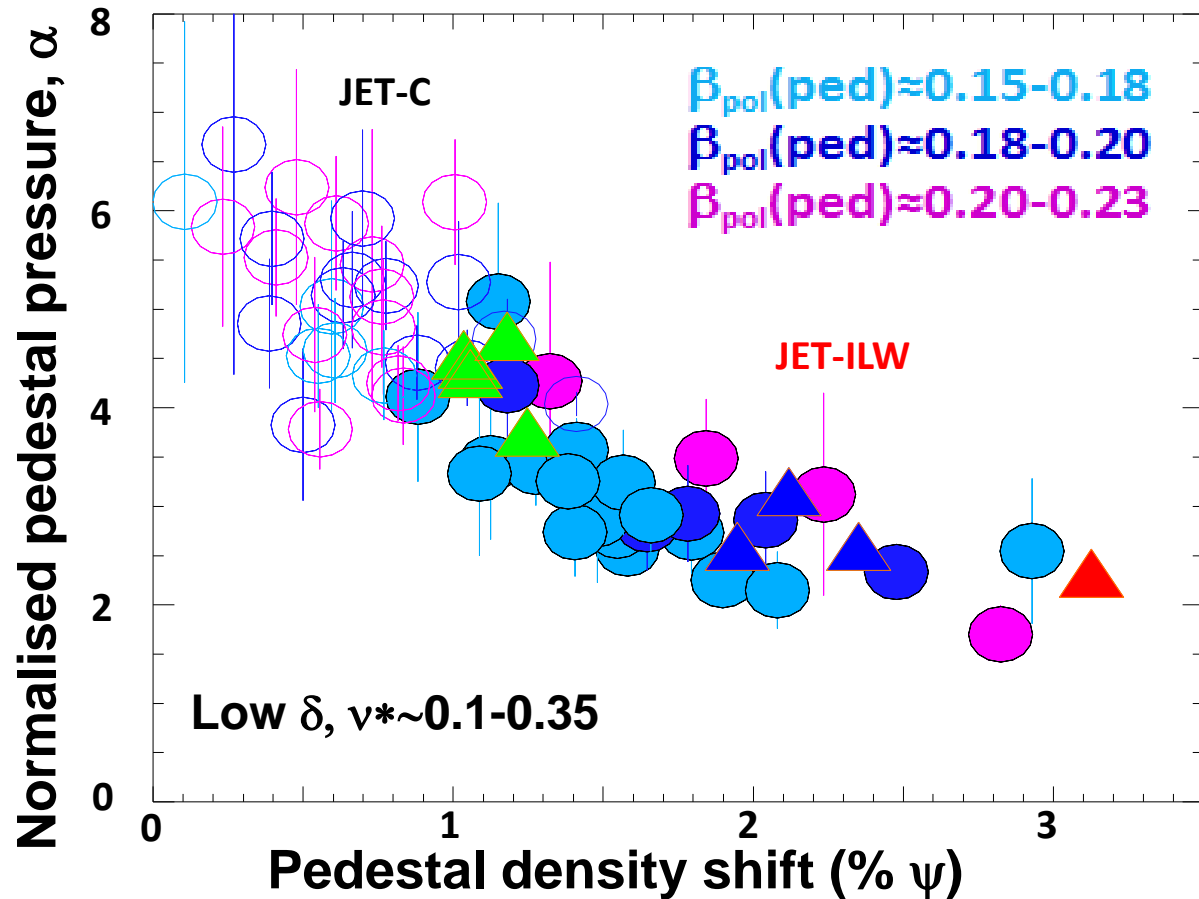 8
6
4
2
0
Normalised pedestal pressure, α
JET-C
βpol(ped)≈0.15-0.18
βpol(ped)≈0.18-0.20
βpol(ped)≈0.20-0.23
JET-ILW
Low δ, ν*~0.1-0.35
0 1 2 3
Pedestal density shift (% ψ)